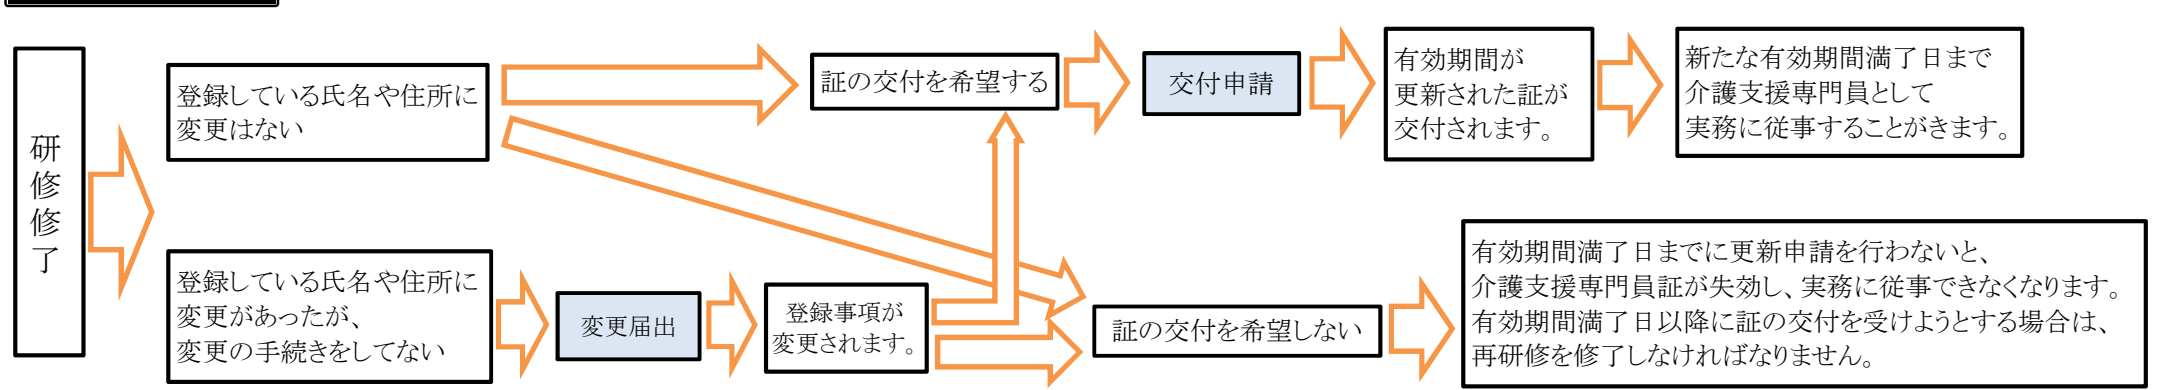 研修修了
登録している氏名や住所に
変更はない
証の交付を希望する
交付申請
有効期間が
更新された証が
交付されます。
新たな有効期間満了日まで
介護支援専門員として
実務に従事することがきます。
登録している氏名や住所に
変更があったが、
変更の手続きをしてない
変更届出
登録事項が
変更されます。
証の交付を希望しない
有効期間満了日までに更新申請を行わないと、
介護支援専門員証が失効し、実務に従事できなくなります。
有効期間満了日以降に証の交付を受けようとする場合は、
再研修を修了しなければなりません。